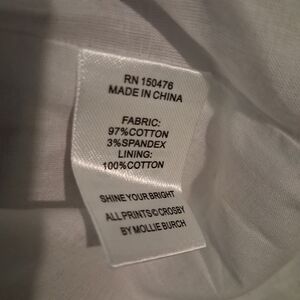 RN 150476
MADE IN CHINA
FABRIC:
97%COTTON
3%SPANDEX
LINING:
100%COTTON
SHINE YOUR BRIGHT
ALL PRINTS©CROSBY
BY MOLLIE BURCH